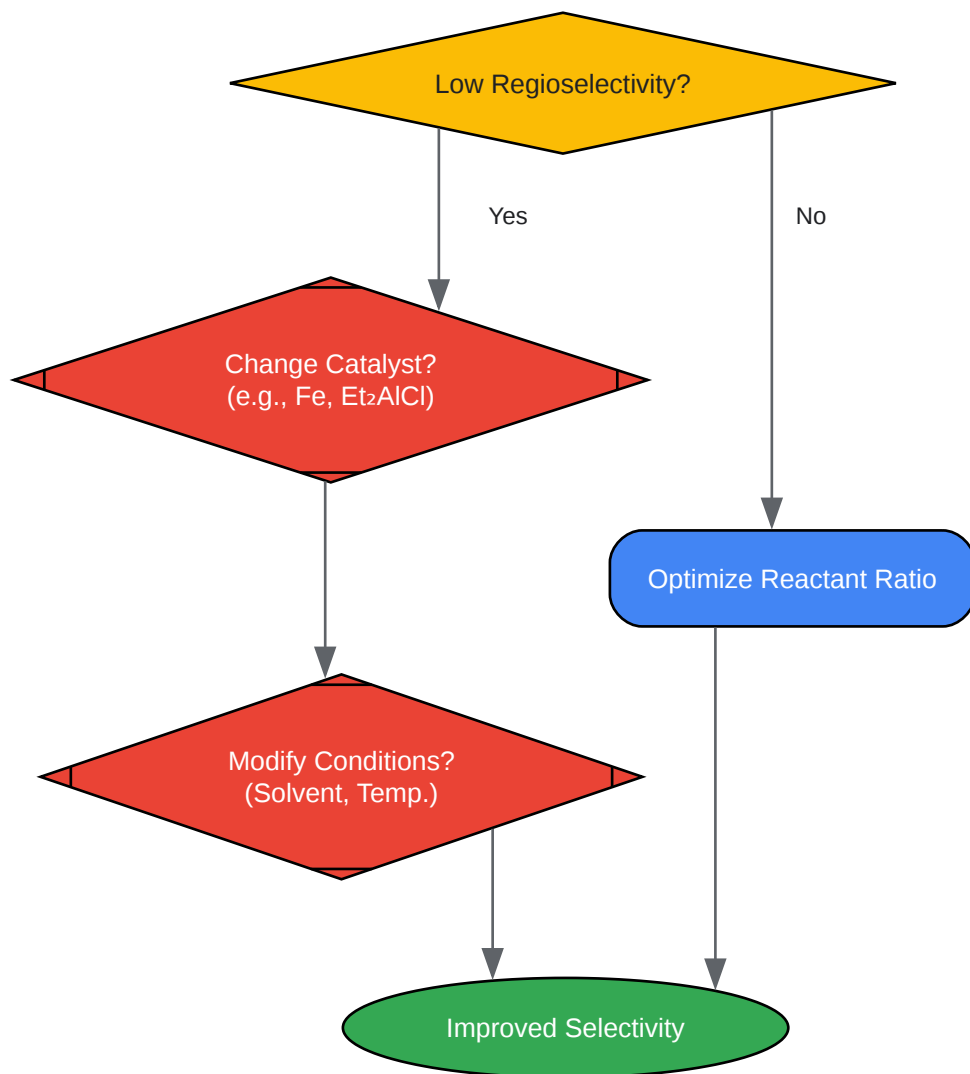 Low Regioselectivity?
Yes
No
Change Catalyst?
(e.g., Fe, Et₂AlCl)
Optimize Reactant Ratio
Modify Conditions?
(Solvent, Temp.)
Improved Selectivity